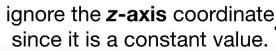 ignore the z-axis coordinate,
since it is a constant value.